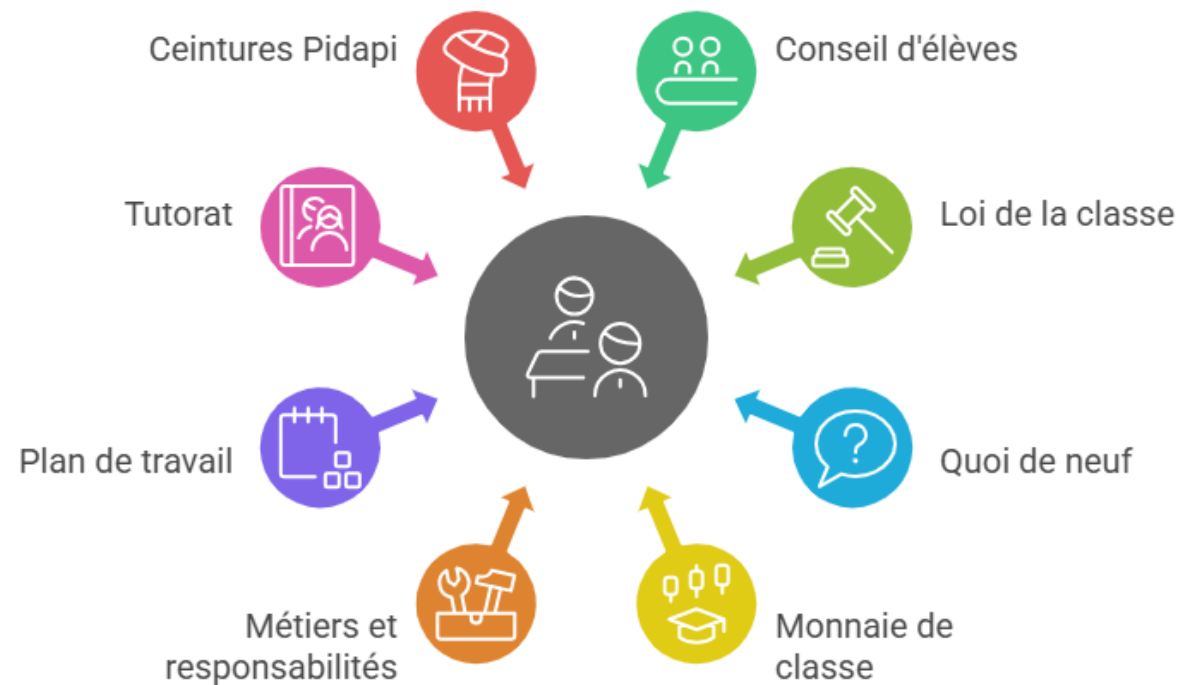 Ceintures Pidapi
Conseil d'élèves
Tutorat
Loi de la classe
Plan de travail
Quoi de neuf
Métiers et
responsabilités
Monnaie de
classe